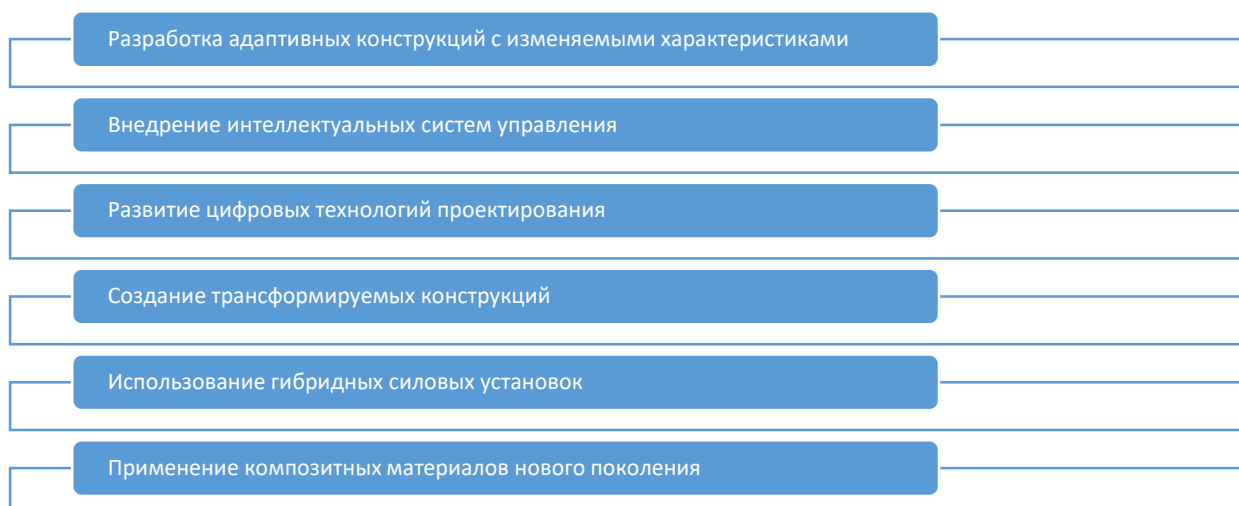 Разработка адаптивных конструкций с изменяемыми характеристиками
Внедрение интеллектуальных систем управления
Развитие цифровых технологий проектирования
Создание трансформируемых конструкций
Использование гибридных силовых установок
Применение композитных материалов нового поколения